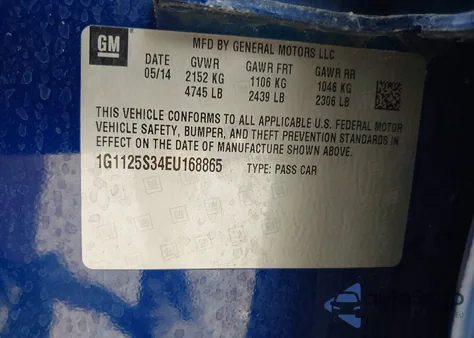 GM
MFD BY GENERAL MOTORS LLC
DATE GVWR GAWR FRT GAWR RR
05/14 2152 KG 1106 KG 1046 KG
4745 LB 2439 LB 2306 LB
THIS VEHICLE CONFORMS TO ALL APPLICABLE U.S. FEDERAL MOTOR
VEHICLE SAFETY, BUMPER, AND THEFT PREVENTION STANDARDS IN
EFFECT ON THE DATE OF MANUFACTURE SHOWN ABOVE.
1G1125S34EU168865 TYPE: PASS CAR